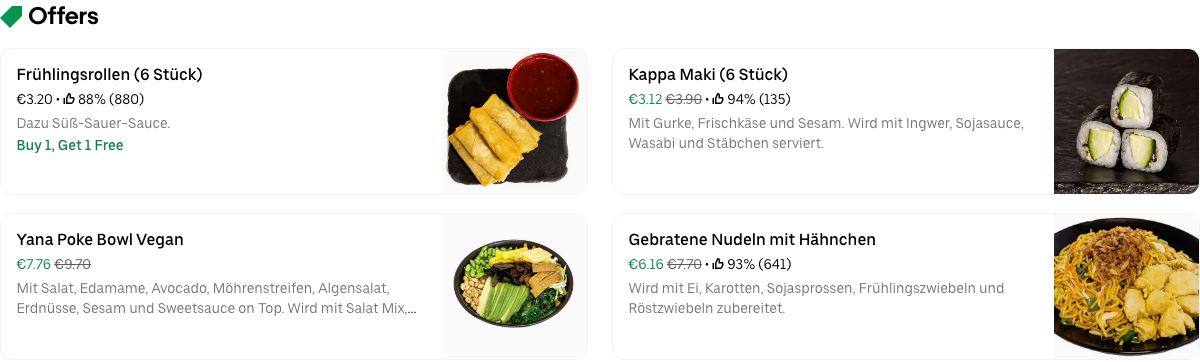 Offers
Frühlingsrollen (6 Stück)
€3.20 • 88% (880)
Dazu Süß-Sauer-Sauce.
Buy 1, Get 1 Free
Kappa Maki (6 Stück)
€3.12 €3.90 • 94% (135)
Mit Gurke, Frischkäse und Sesam. Wird mit Ingwer, Sojasauce,
Wasabi und Stäbchen serviert.
Yana Poke Bowl Vegan
€7.76 €9.70
Mit Salat, Edamame, Avocado, Möhrenstreifen, Algensalat,
Erdnüsse, Sesam und Sweetsauce on Top. Wird mit Salat Mix,...
Gebratene Nudeln mit Hähnchen
€6.16 €7.70 • 93% (641)
Wird mit Ei, Karotten, Sojasprossen, Frühlingszwiebeln und
Röstzwiebeln zubereitet.